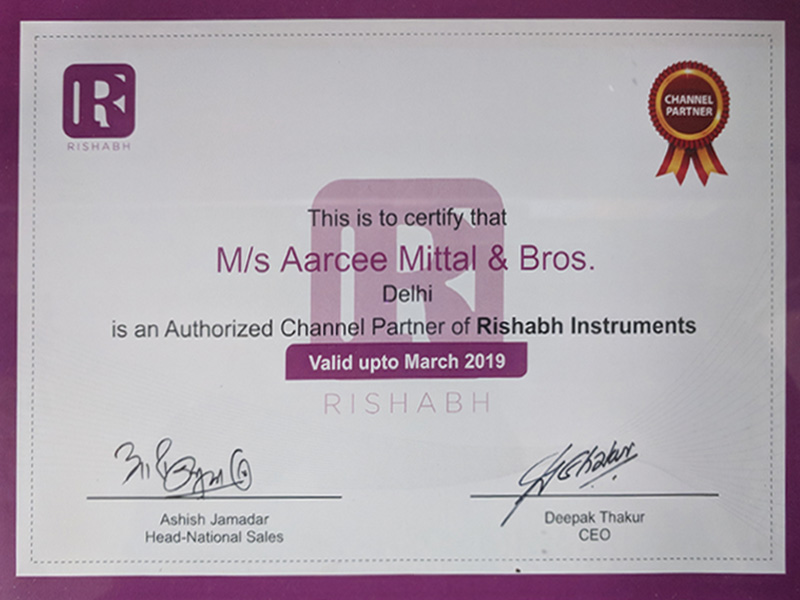 RISHABH
CHANNEL
PARTNER
This is to certify that
M/s Aarcee Mittal & Bros.
Delhi
is an Authorized Channel Partner of Rishabh Instruments
Valid upto March 2019
RISHABH
Ashish Jamadar
Head-National Sales
Deepak Thakur
CEO